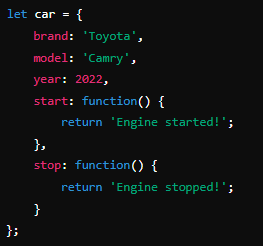 let car = {
    brand: 'Toyota',
    model: 'Camry',
    year: 2022,
    start: function() {
        return 'Engine started!';
    },
    stop: function() {
        return 'Engine stopped!';
    }
};